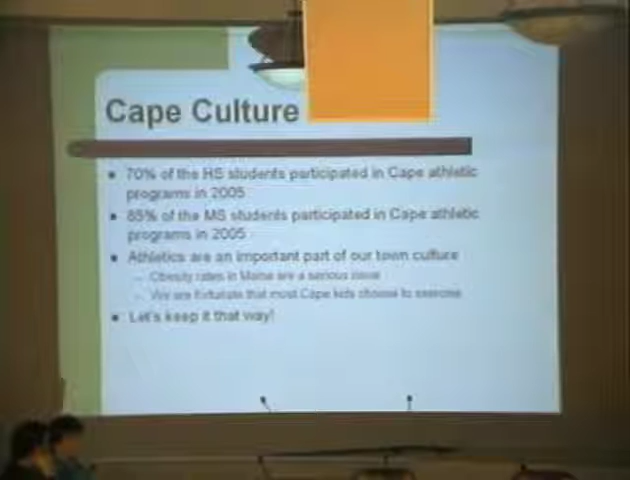 Cape Culture
70% of the HS students participated in Cape athletic
programs in 2005
85% of the MS students participated in Cape athletic
programs in 2005
Athletics are an important part of our town culture
Obesity rates in Maine are a serious issue
We are fortunate that most Cape kids choose to exercise
Let's keep it that way!